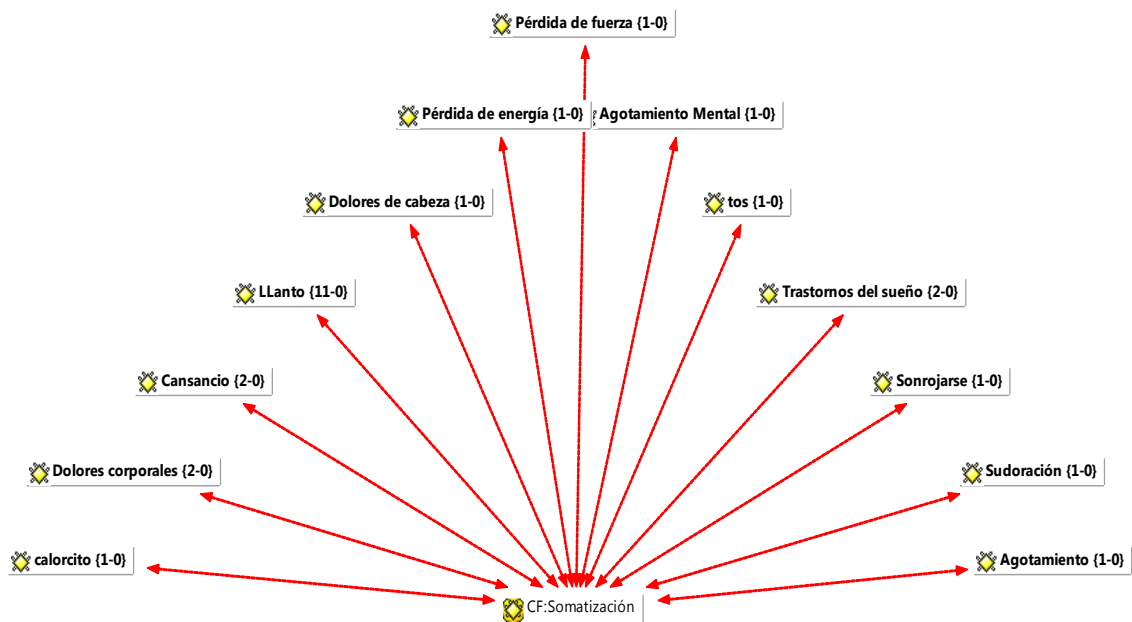 Pérdida de fuerza {1-0}
Pérdida de energía {1-0}
Agotamiento Mental {1-0}
Dolores de cabeza {1-0}
tos {1-0}
LLanto {11-0}
Trastornos del sueño {2-0}
Cansancio {2-0}
Sonrojarse {1-0}
Dolores corporales {2-0}
Sudoración {1-0}
calorcito {1-0}
Agotamiento {1-0}
CF:Somatización